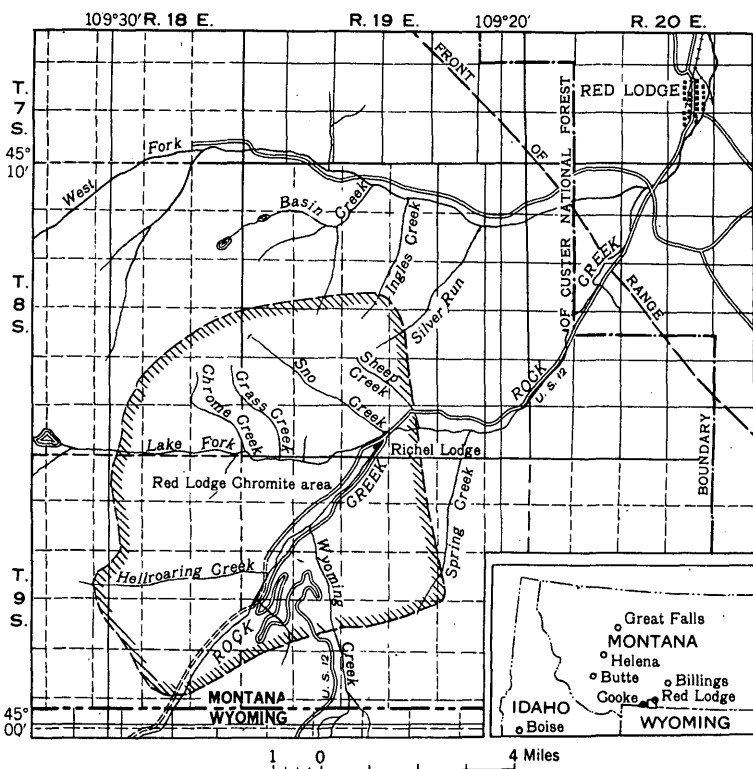 109°30' R. 18 E. R. 19 E. 109°20' R. 20 E.
T.
7
S.
45°
10'
T.
8
S.
T.
9
S.
45°
00'
FRONT
OF
RANGE
RED LODGE
OF CUSTER NATIONAL FOREST
BOUNDARY
West Fork
Basin Creek
Ingles Creek
Silver Run
Sheep Creek
Sno Creek
Grass Creek
Chrome Creek
Lake Fork
ROCK CREEK
U. S. 12
Richel Lodge
Red Lodge Chromite area
CREEK
Spring Creek
Hellroaring Creek
Wyoming Creek
ROCK
U. S. 12
MONTANA
WYOMING
Great Falls
MONTANA
Helena
Butte
Billings
Cooke
Red Lodge
IDAHO
WYOMING
Boise
1 0 4 Miles